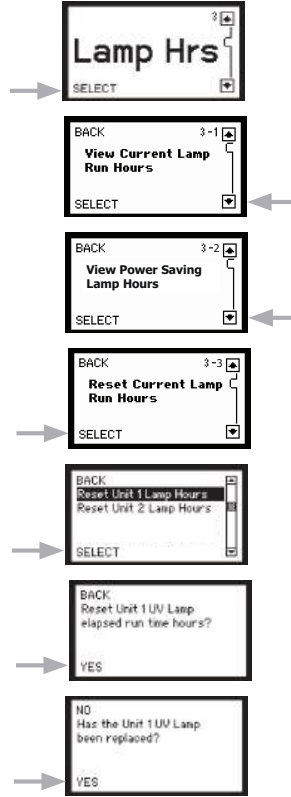 3
Lamp Hrs
SELECT
BACK 3-1
View Current Lamp
Run Hours
SELECT
BACK 3-2
View Power Saving
Lamp Hours
SELECT
BACK 3-3
Reset Current Lamp
Run Hours
SELECT
BACK
Reset Unit 1 Lamp Hours
Reset Unit 2 Lamp Hours
SELECT
BACK
Reset Unit 1 UV Lamp
elapsed run time hours?
YES
NO
Has the Unit 1 UV Lamp
been replaced?
YES